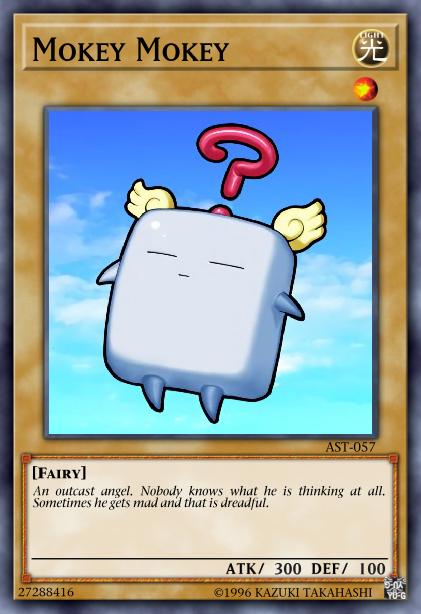 MOKEY MOKEY
LIGHT
光
AST-057
[FAIRY]
An outcast angel. Nobody knows what he is thinking at all.
Sometimes he gets mad and that is dreadful.
ATK/ 300 DEF/ 100
27288416
©1996 KAZUKI TAKAHASHI